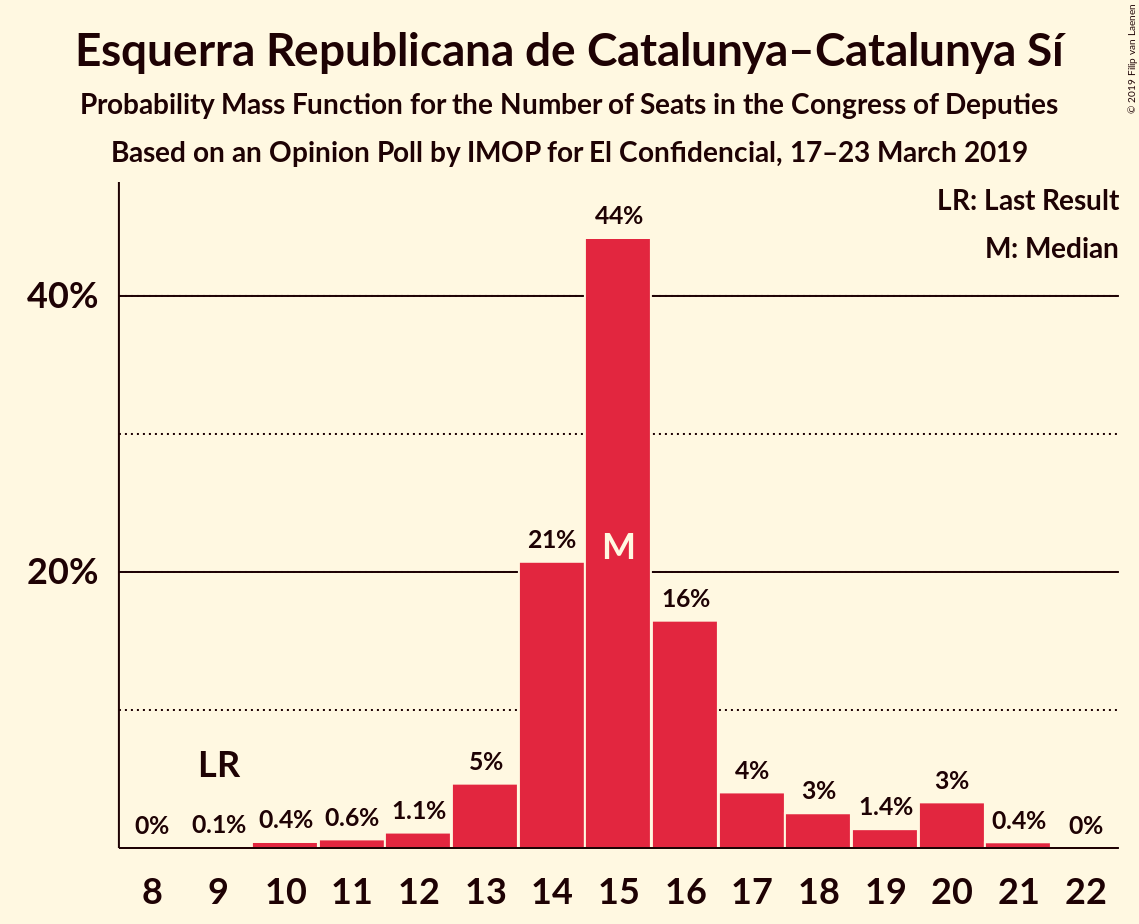 Esquerra Republicana de Catalunya–Catalunya Sí
Probability Mass Function for the Number of Seats in the Congress of Deputies
Based on an Opinion Poll by IMOP for El Confidencial, 17–23 March 2019
© 2019 Filip van Laenen
LR: Last Result
M: Median
40%
20%
0%
0.1%
0.4%
0.6%
1.1%
5%
21%
44%
16%
4%
3%
1.4%
3%
0.4%
0%
LR
M
8 9 10 11 12 13 14 15 16 17 18 19 20 21 22